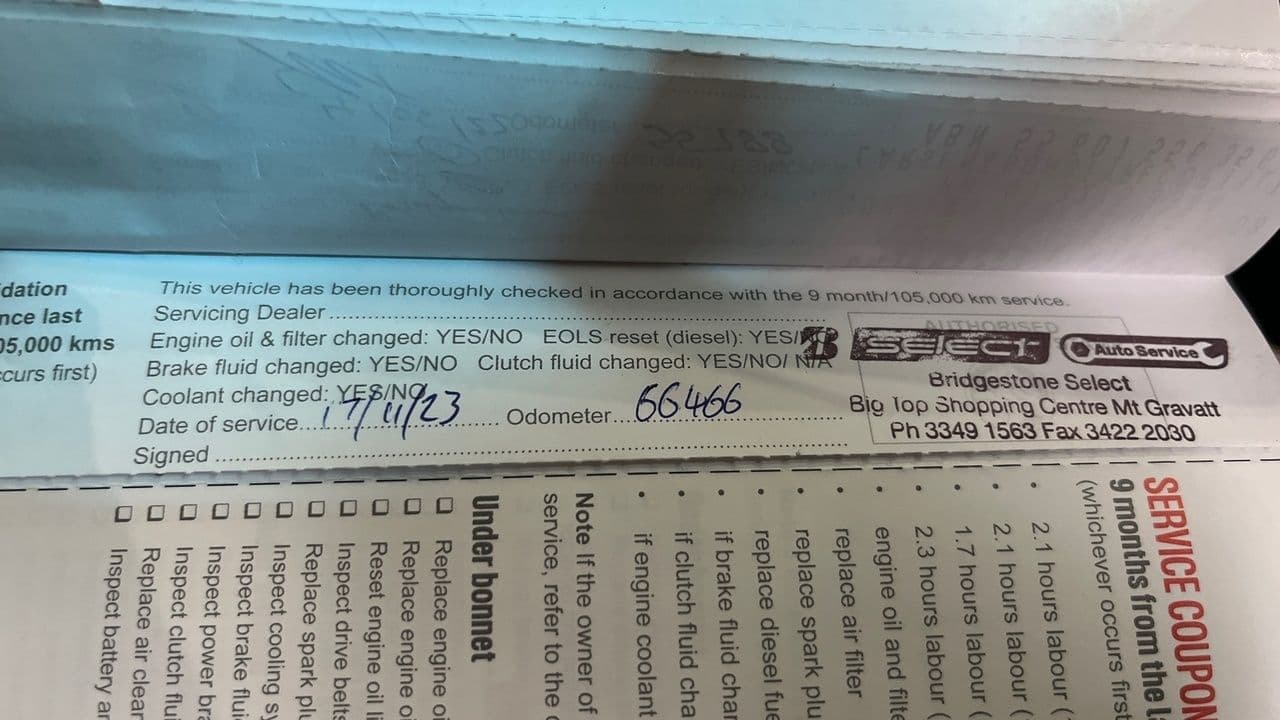 dation
nce last
05,000 kms
ccurs first)
This vehicle has been thoroughly checked in accordance with the 9 month/105,000 km service.
Servicing Dealer
Engine oil & filter changed: YES/NO EOLS reset (diesel): YES/
Brake fluid changed: YES/NO Clutch fluid changed: YES/NO/ N/A
Coolant changed: YES/NO
Date of service 17/11/23 Odometer 66466
Signed
AUTHORISED
SELECT Auto Service
Bridgestone Select
Big Top Shopping Centre Mt Gravatt
Ph 3349 1563 Fax 3422 2030
SERVICE COUPON
9 months from the l
(whichever occurs first
• 2.1 hours labour (
• 2.1 hours labour (
• 1.7 hours labour (
• 2.3 hours labour (
• engine oil and filte
• replace air filter
• replace spark plu
• replace diesel fue
• if brake fluid chan
• if clutch fluid cha
• if engine coolant
Note If the owner of
service, refer to the
Under bonnet
Replace engine oi
Replace engine o
Reset engine oil li
Inspect drive belts
Replace spark plu
Inspect cooling sy
Inspect brake fluid
Inspect power bra
Inspect clutch flui
Replace air clean
Inspect battery an